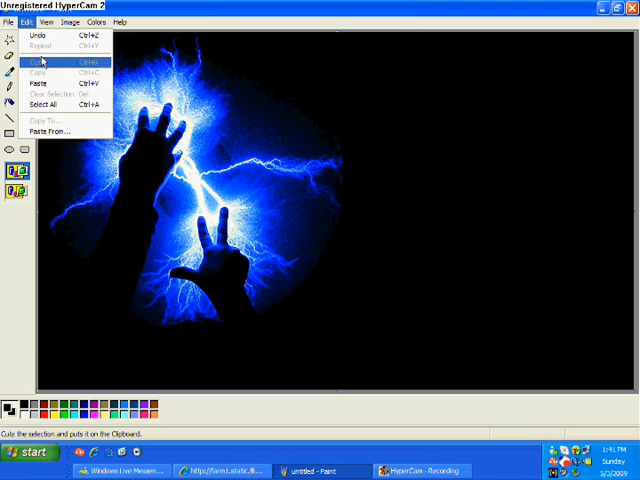 Unregistered HyperCam 2
File Edit View Image Colors Help
Undo Ctrl+Z
Repeat Ctrl+Y
Cut Ctrl+X
Copy Ctrl+C
Paste Ctrl+V
Clear Selection Del
Select All Ctrl+A
Copy To...
Paste From...
Cuts the selection and puts it on the Clipboard.
start
Windows Live Messen...
http://farm1.static.fli...
untitled - Paint
HyperCam - Recording
1:41 PM
Sunday
5/3/2009